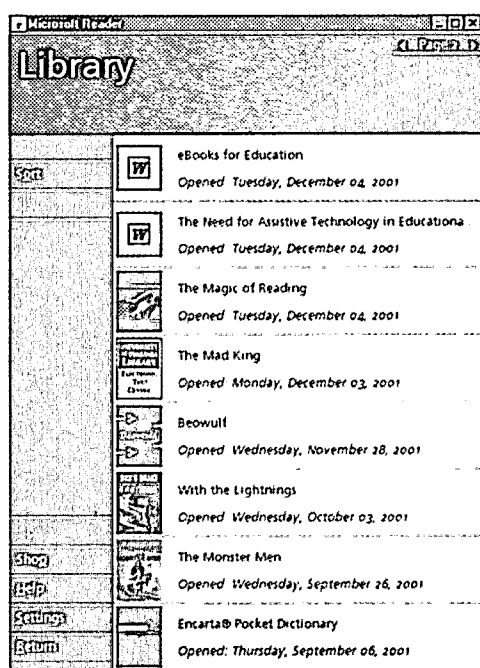 Microsoft Reader
Page 2
Library
Sort
eBooks for Education
Opened Tuesday, December 04, 2001
The Need for Assistive Technology in Educationa
Opened Tuesday, December 04, 2001
The Magic of Reading
Opened Tuesday, December 04, 2001
The Mad King
Opened Monday, December 03, 2001
Beowulf
Opened Wednesday, November 28, 2001
With the Lightnings
Opened Wednesday, October 03, 2001
The Monster Men
Opened Wednesday, September 26, 2001
Encarta® Pocket Dictionary
Opened: Thursday, September 06, 2001
Shop
Help
Settings
Return